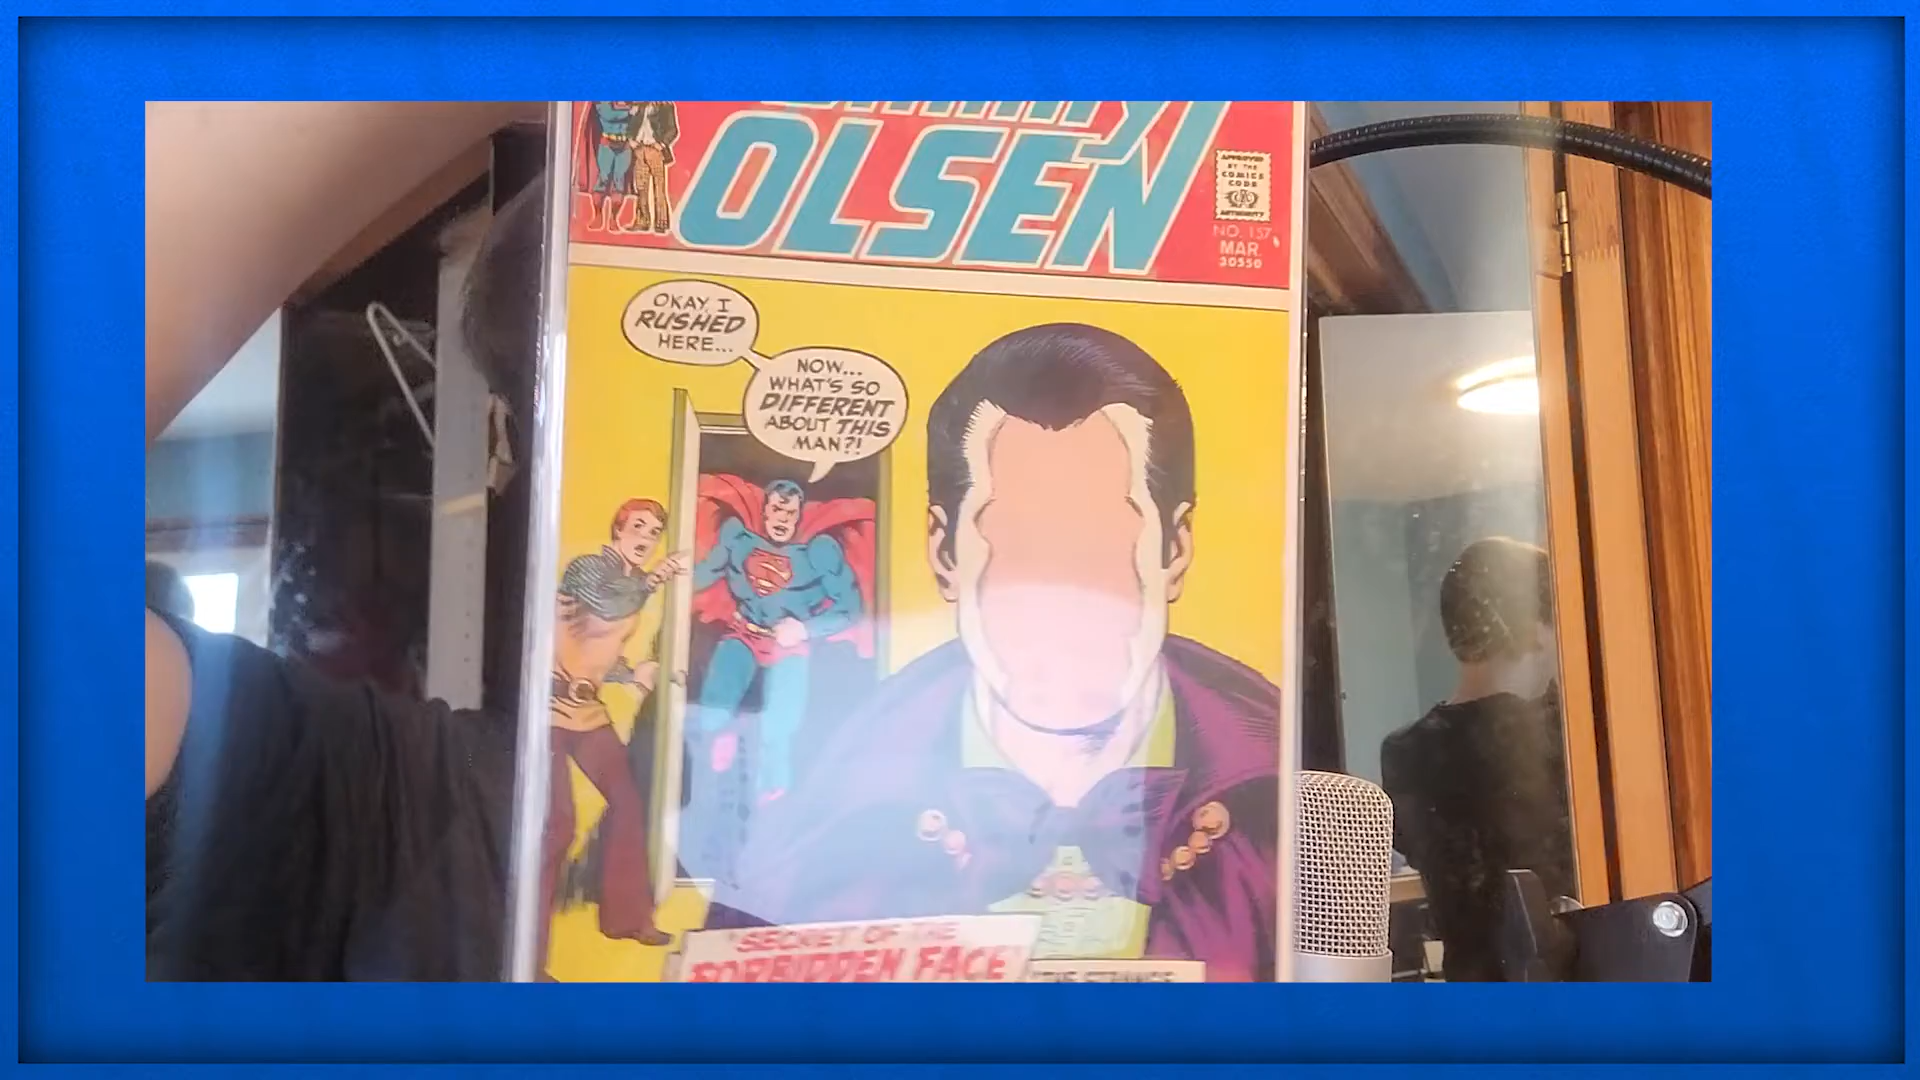 OLSEN
APPROVED
BY THE
COMICS
CODE
AUTHORITY
NO. 157
MAR.
30550
OKAY, I
RUSHED
HERE...
NOW...
WHAT'S SO
DIFFERENT
ABOUT THIS
MAN?!
"SECRET OF THE
FORBIDDEN FACE"